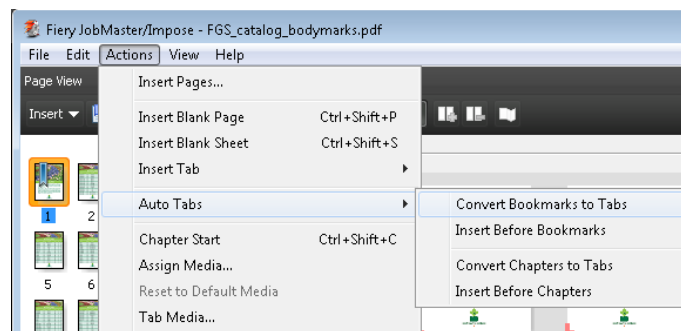 Fiery JobMaster/Impose - FGS_catalog_bodymarks.pdf
File Edit Actions View Help
Page View
Insert
Insert Pages...
Insert Blank Page Ctrl+Shift+P
Insert Blank Sheet Ctrl+Shift+S
Insert Tab
Auto Tabs
Convert Bookmarks to Tabs
Insert Before Bookmarks
Convert Chapters to Tabs
Insert Before Chapters
Chapter Start Ctrl+Shift+C
Assign Media...
Reset to Default Media
Tab Media...
1 2
5 6